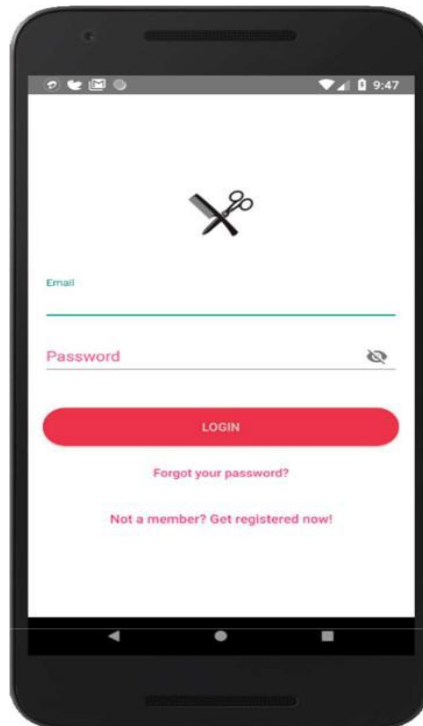 9:47
Email
Password
LOGIN
Forgot your password?
Not a member? Get registered now!